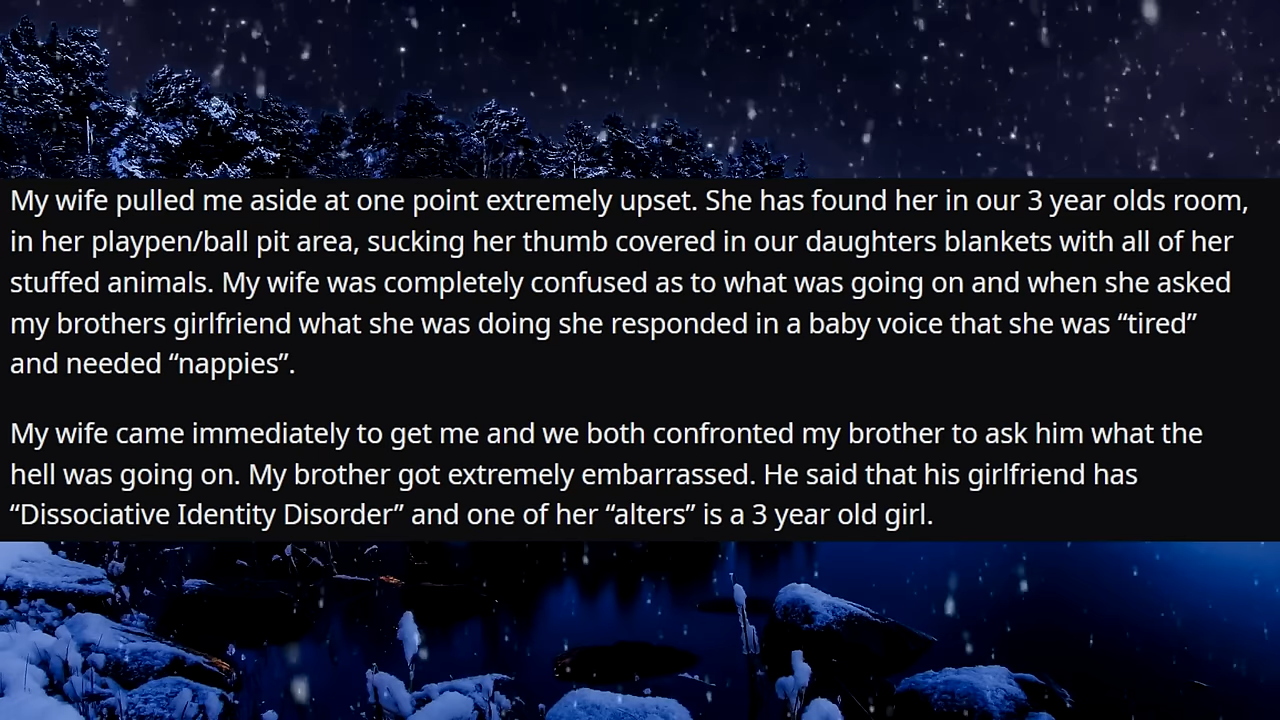 My wife pulled me aside at one point extremely upset. She has found her in our 3 year olds room,
in her playpen/ball pit area, sucking her thumb covered in our daughters blankets with all of her
stuffed animals. My wife was completely confused as to what was going on and when she asked
my brothers girlfriend what she was doing she responded in a baby voice that she was “tired”
and needed “nappies”.
My wife came immediately to get me and we both confronted my brother to ask him what the
hell was going on. My brother got extremely embarrassed. He said that his girlfriend has
“Dissociative Identity Disorder” and one of her “alters” is a 3 year old girl.